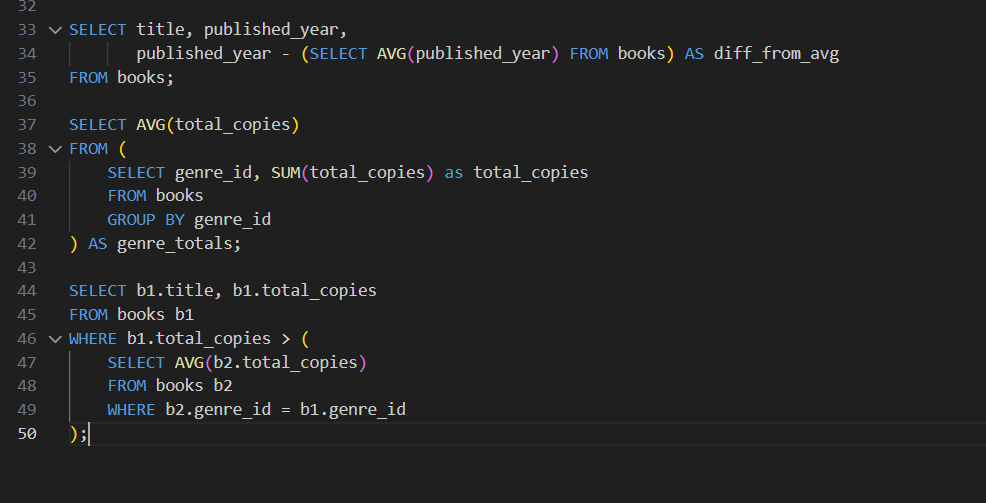 32
33 SELECT title, published_year,
34 published_year - (SELECT AVG(published_year) FROM books) AS diff_from_avg
35 FROM books;
36
37 SELECT AVG(total_copies)
38 FROM (
39 SELECT genre_id, SUM(total_copies) as total_copies
40 FROM books
41 GROUP BY genre_id
42 ) AS genre_totals;
43
44 SELECT b1.title, b1.total_copies
45 FROM books b1
46 WHERE b1.total_copies > (
47 SELECT AVG(b2.total_copies)
48 FROM books b2
49 WHERE b2.genre_id = b1.genre_id
50 );